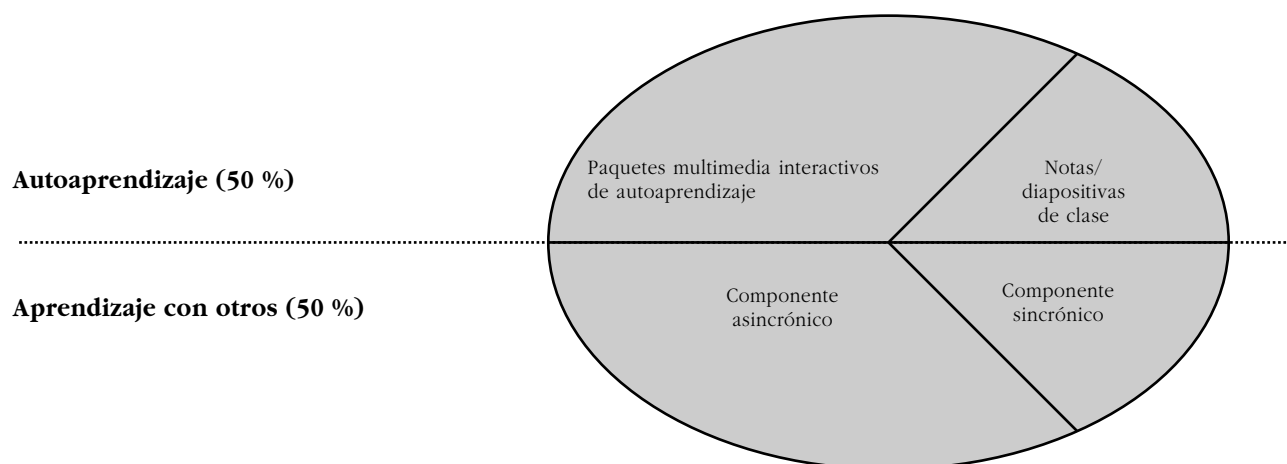 Autoaprendizaje (50 %)
Paquetes multimedia interactivos
de autoaprendizaje
Notas/
diapositivas
de clase
Aprendizaje con otros (50 %)
Componente
asincrónico
Componente
sincrónico